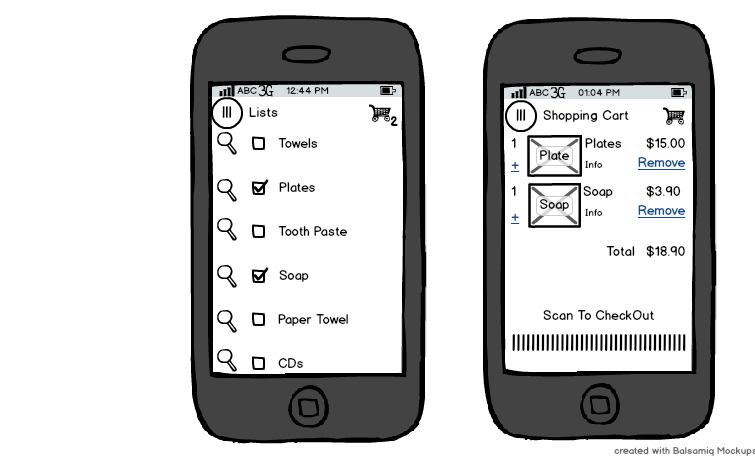 ABC 3G 12:44 PM
Lists
2
Towels
Plates
Tooth Paste
Soap
Paper Towel
CDs
ABC 3G 01:04 PM
Shopping Cart
1 Plate Plates $15.00
+ Info Remove
1 Soap Soap $3.90
+ Info Remove
Total $18.90
Scan To CheckOut
created with Balsamiq Mockups